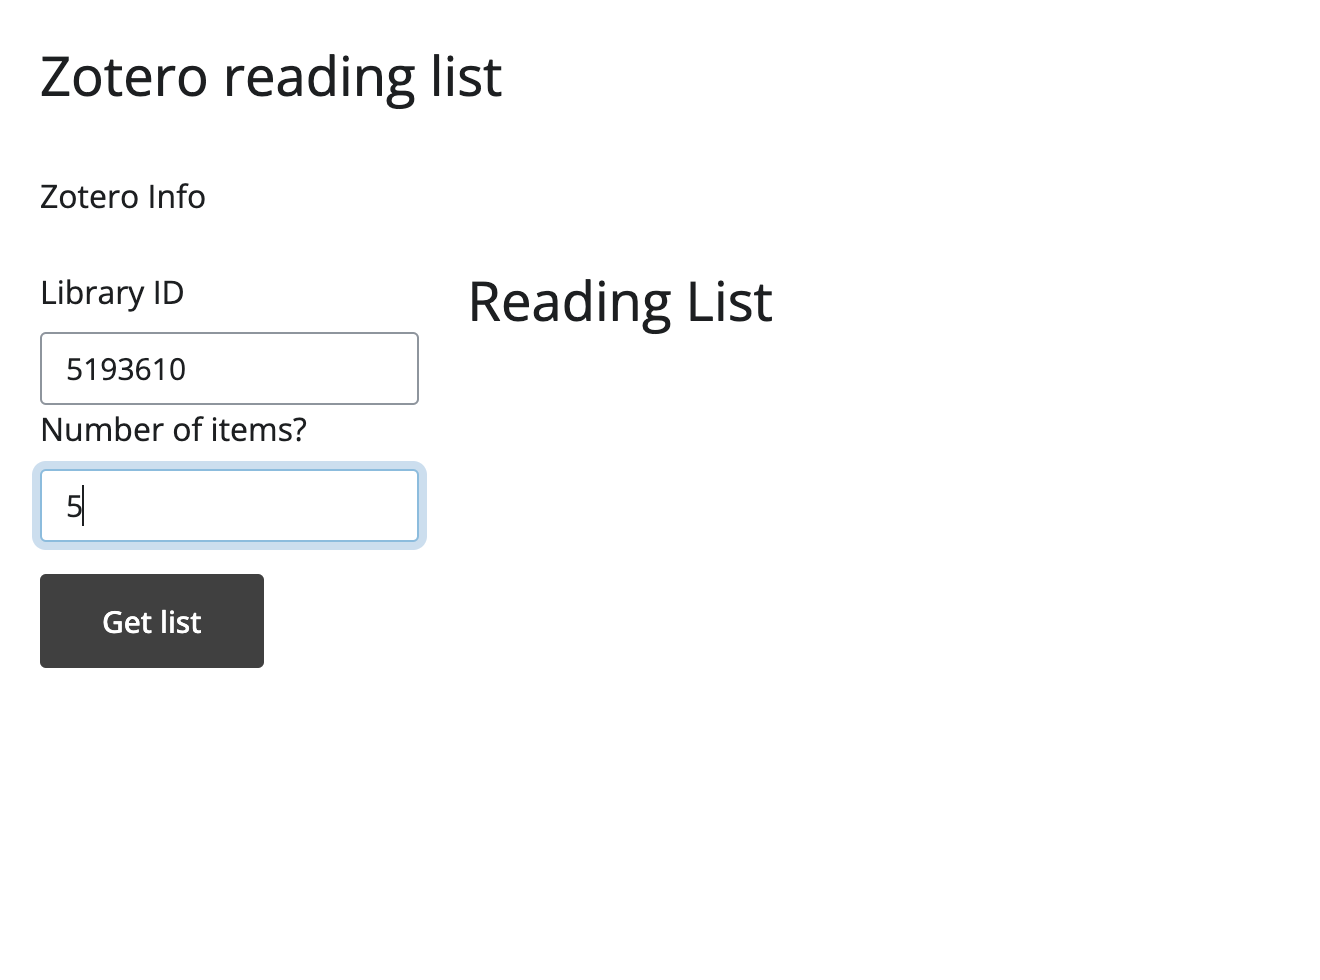 Zotero reading list
Zotero Info
Library ID
5193610
Number of items?
5
Get list
Reading List